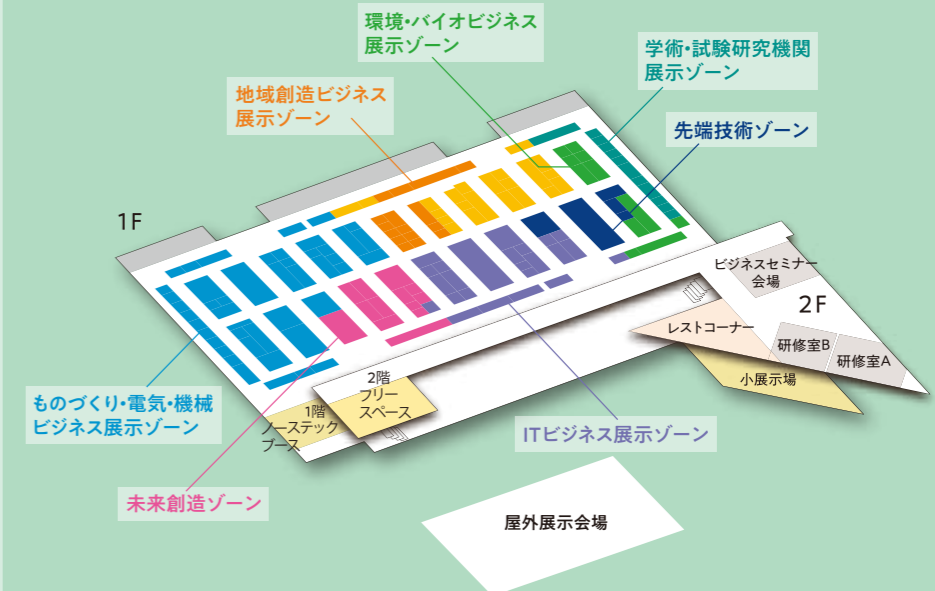 環境・バイオビジネス
展示ゾーン
学術・試験研究機関
展示ゾーン
地域創造ビジネス
展示ゾーン
先端技術ゾーン
1F
ビジネスセミナー
会場
2F
レストコーナー
研修室B
研修室A
小展示場
2階
フリー
スペース
1階
ノーステック
ブース
ものづくり・電気・機械
ビジネス展示ゾーン
ITビジネス展示ゾーン
未来創造ゾーン
屋外展示会場